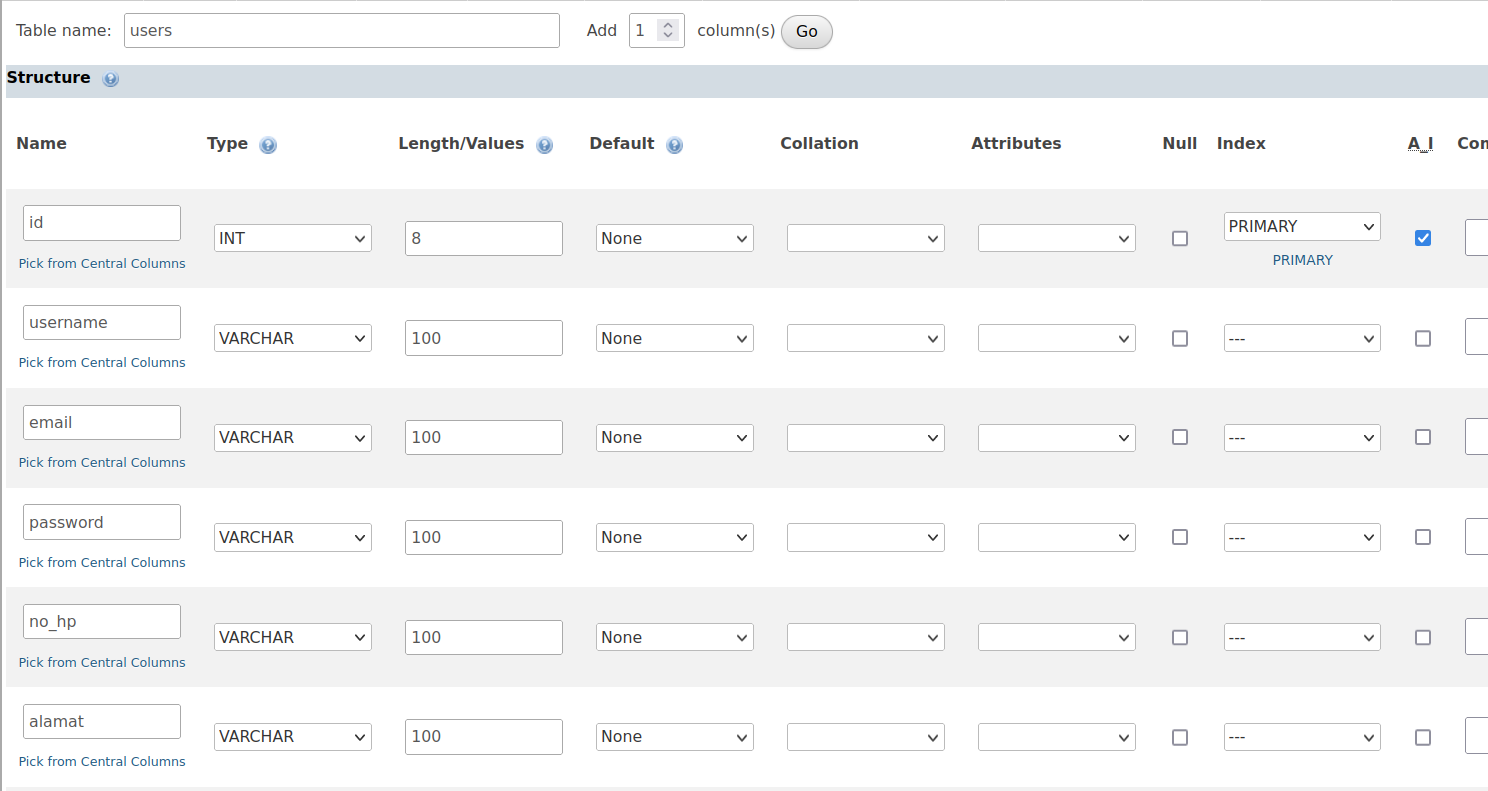 Table name: users Add 1 column(s) Go
Structure
Name Type Length/Values Default Collation Attributes Null Index A_I
id INT 8 None PRIMARY
Pick from Central Columns PRIMARY
username VARCHAR 100 None ---
Pick from Central Columns
email VARCHAR 100 None ---
Pick from Central Columns
password VARCHAR 100 None ---
Pick from Central Columns
no_hp VARCHAR 100 None ---
Pick from Central Columns
alamat VARCHAR 100 None ---
Pick from Central Columns